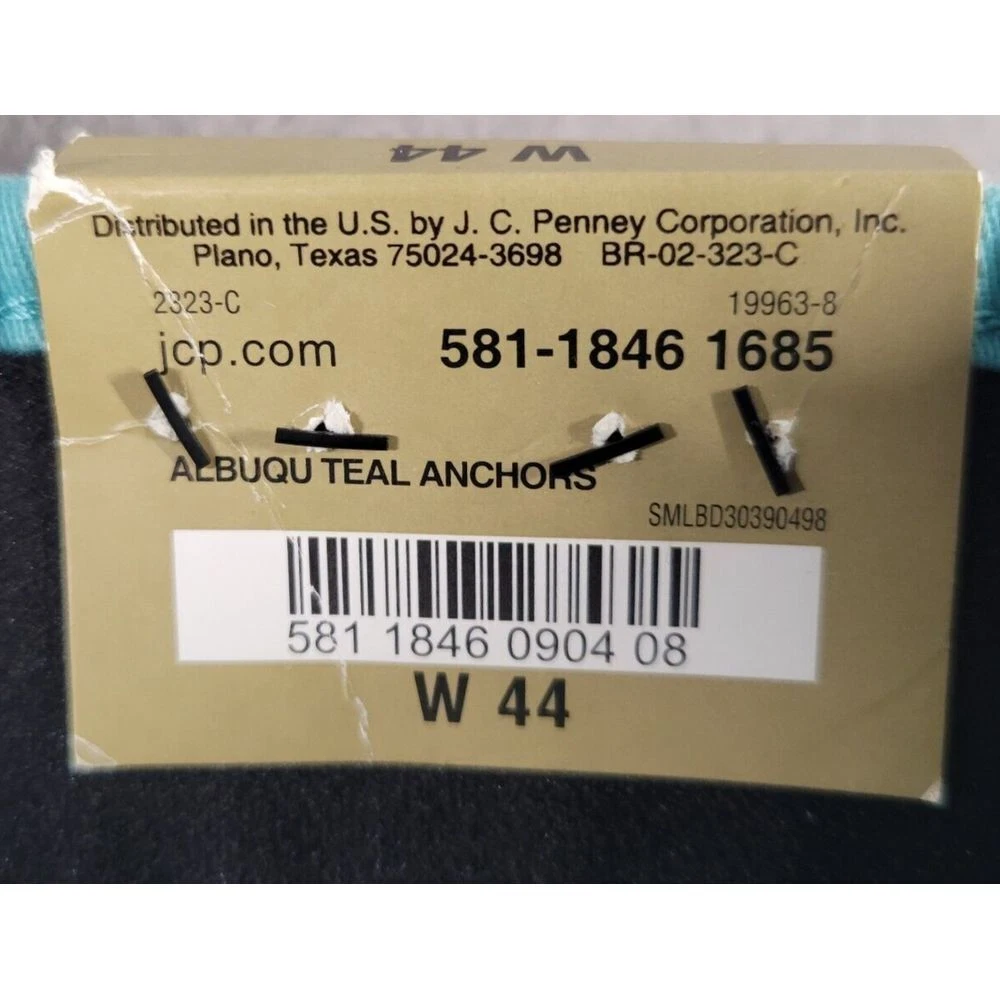 W 44
Distributed in the U.S. by J. C. Penney Corporation, Inc.
Plano, Texas 75024-3698 BR-02-323-C
2323-C 19963-8
jcp.com 581-1846 1685
ALBUQU TEAL ANCHORS
SMLBD30390498
581 1846 0904 08
W 44